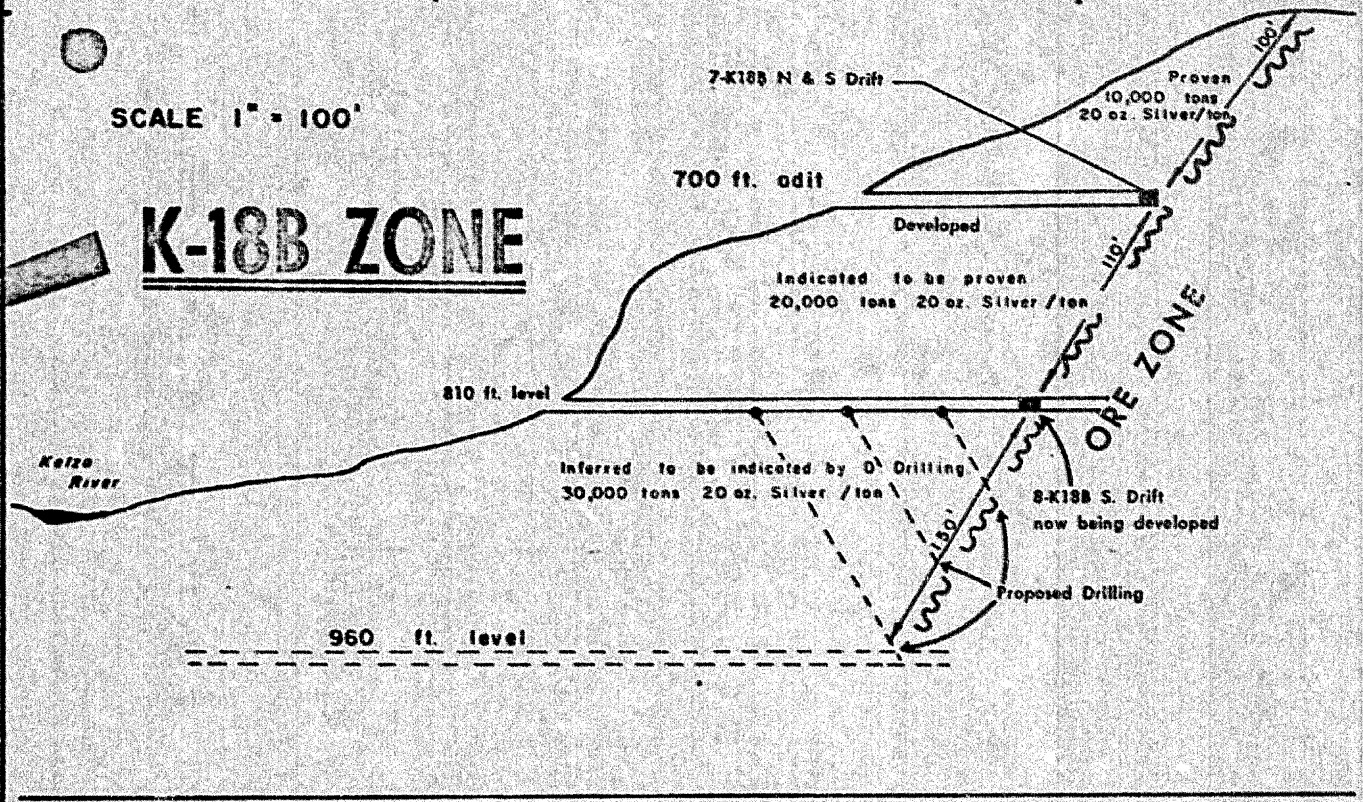 100'
7-K18B N & S Drift
Proven
10,000 tons
20 oz. Silver/ton
SCALE 1" = 100'
700 ft. adit
Developed
K-18B ZONE
110'
Indicated to be proven
20,000 tons 20 oz. Silver /ton
ORE ZONE
810 ft. level
Ketza
River
Inferred to be indicated by D Drilling
30,000 tons 20 oz. Silver /ton
8-K18B S. Drift
now being developed
150'
Proposed Drilling
960 ft. level